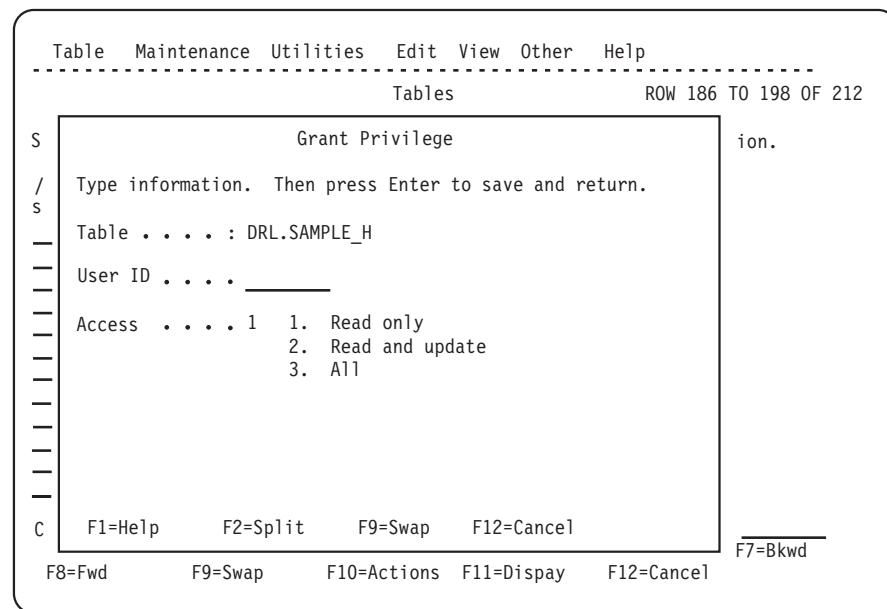 Table Maintenance Utilities Edit View Other Help
Tables ROW 186 TO 198 OF 212
S Grant Privilege ion.
/ Type information. Then press Enter to save and return.
s
Table . . . . : DRL.SAMPLE_H
User ID . . . . ________
Access . . . . 1 1. Read only
2. Read and update
3. All
C F1=Help F2=Split F9=Swap F12=Cancel
F7=Bkwd
F8=Fwd F9=Swap F10=Actions F11=Dispay F12=Cancel